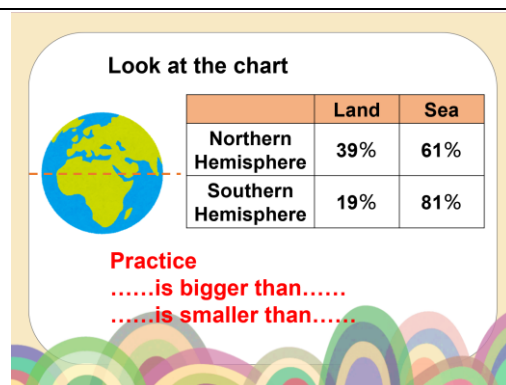 Look at the chart
Land Sea
Northern Hemisphere 39% 61%
Southern Hemisphere 19% 81%
Practice
......is bigger than......
......is smaller than......